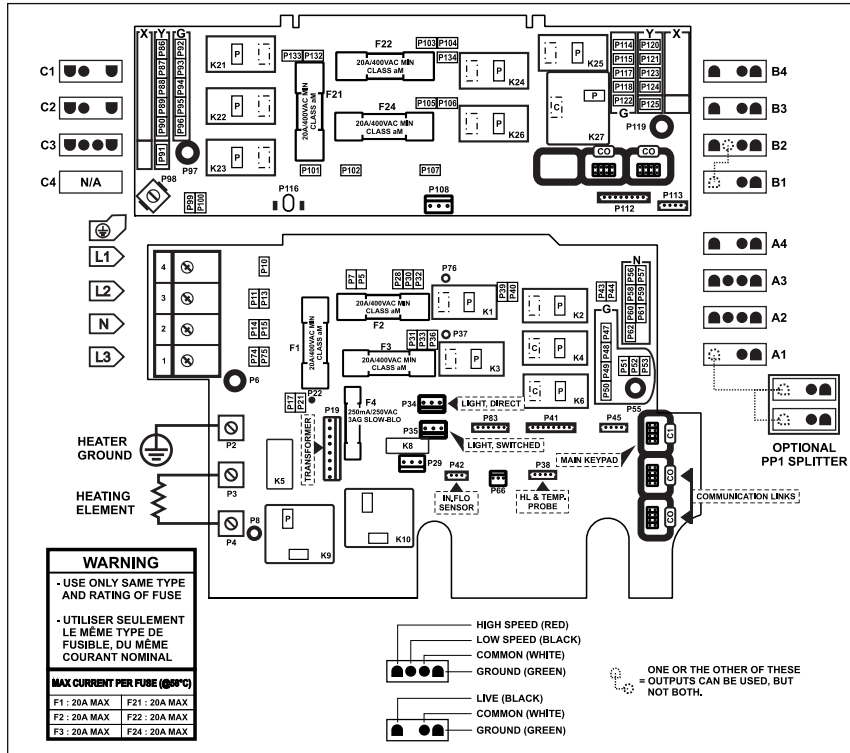 X Y G
P86
P87
P88
P89
P90
P91
P92
P93
P94
P95
P96
P97
P98
P99
P100
K21
K22
K23
P133 P132
F21
20A/400VAC MIN
CLASS aM
F22
20A/400VAC MIN
CLASS aM
P103 P104
P134
F24
20A/400VAC MIN
CLASS aM
P105 P106
P101
P102
P107
P116
P108
K24
K26
K25
K27
P
C
CO
CO
P112
P113
Y X
P114 P120
P115 P121
P117 P123
P118 P124
P122 P125
G
P119
C1
C2
C3
C4 N/A
B4
B3
B2
B1
A4
A3
A2
A1
OPTIONAL
PP1 SPLITTER
L1
L2
N
L3
4
3
2
1
P10
P11 P13
P14 P15
P74 P75
P6
P7 P5
P28 P30 P32
P76
F1
20A/400VAC MIN
CLASS aM
F2
20A/400VAC MIN
CLASS aM
F3
20A/400VAC MIN
CLASS aM
P31 P33 P36
P37
K1
K3
P39 P40
K2
K4
K6
P43 P44
N
P56 P57
P58 P59
P60 P61
P62
G
P47
P48
P49
P50
P51 P52 P53
P55
P17 P21
P22
P19
TRANSFORMER
F4
250mA/250VAC
3AG SLOW-BLO
P34
LIGHT, DIRECT
P35
LIGHT, SWITCHED
K8
P29
P83
P41
P45
MAIN KEYPAD
C1
CO
CO
COMMUNICATION LINKS
P42
IN.FLO
SENSOR
P66
P38
HL & TEMP.
PROBE
HEATER
GROUND
P2
P3
HEATING
ELEMENT
P4
P8
K5
K9
K10
WARNING
- USE ONLY SAME TYPE
AND RATING OF FUSE
- UTILISER SEULEMENT
LE MÊME TYPE DE
FUSIBLE, DU MÊME
COURANT NOMINAL
MAX CURRENT PER FUSE (@58°C)
F1 : 20A MAX F21 : 20A MAX
F2 : 20A MAX F22 : 20A MAX
F3 : 20A MAX F24 : 20A MAX
HIGH SPEED (RED)
LOW SPEED (BLACK)
COMMON (WHITE)
GROUND (GREEN)
LIVE (BLACK)
COMMON (WHITE)
GROUND (GREEN)
ONE OR THE OTHER OF THESE
= OUTPUTS CAN BE USED, BUT
NOT BOTH.